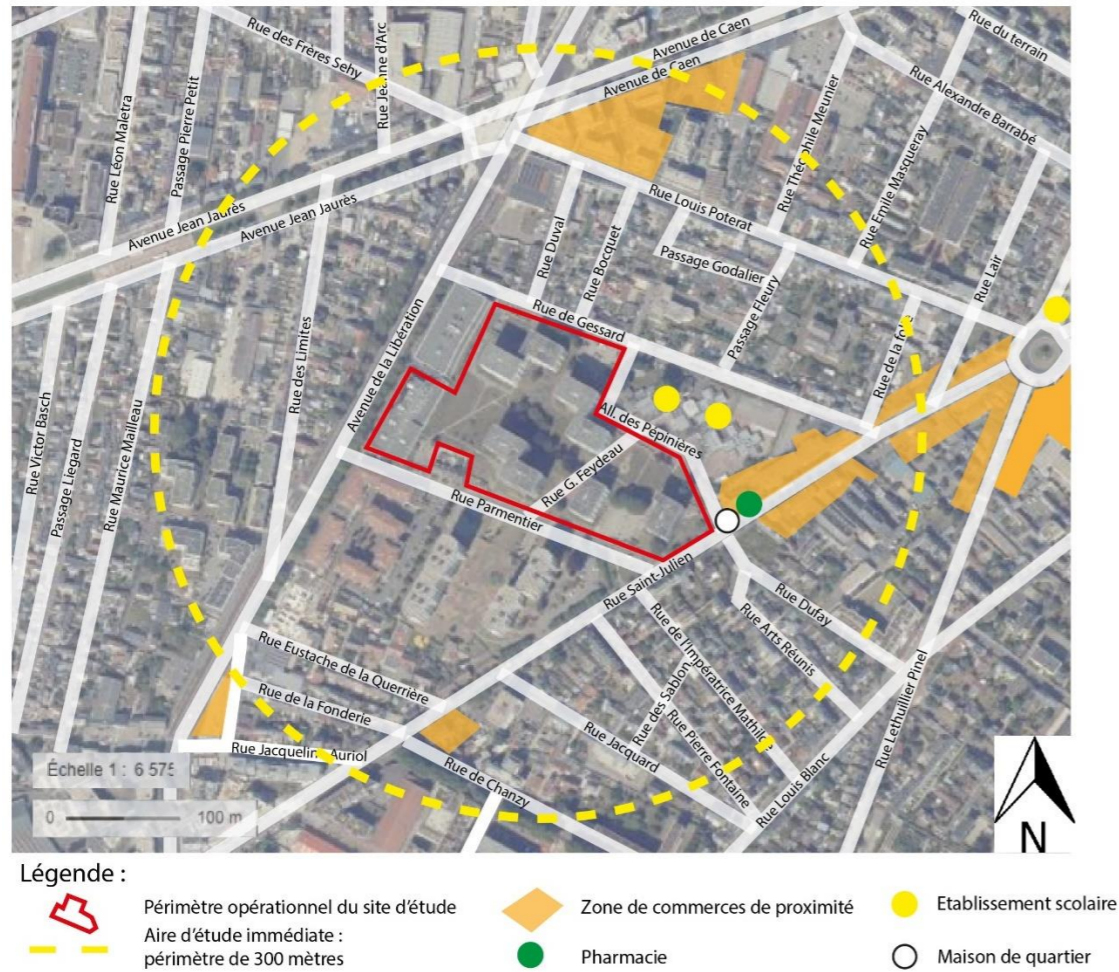 Avenue de Caen
Avenue de Caen
Rue du terrain
Rue des Frères Sehy
Rue Jeanne d'Arc
Rue Alexandre Barrabé
Rue Théophile Meunier
Rue Emile Masqueray
Rue Léon Maletra
Passage Pierre Petit
Rue Louis Poterat
Avenue Jean Jaurès
Avenue Jean Jaurès
Rue Duval
Rue Bocquet
Passage Godalier
Passage Fleury
Rue Lair
Rue de Gessard
Rue de la folie
Avenue de la Libération
Rue des Limites
Rue Victor Basch
Passage Liegard
Rue Maurice Mailleau
All. des Pépinières
Rue G. Feydeau
Rue Parmentier
Rue Saint-Julien
Rue Dufay
Rue Arts Réunis
Rue de l'Impératrice Mathilde
Rue des Sablon
Rue Pierre Fontaine
Rue Lethuillier Pinel
Rue Eustache de la Querrière
Rue de la Fonderie
Rue Jacqueline Auriol
Rue Jacquard
Rue de Chanzy
Rue Louis Blanc
Échelle 1 : 6 575
0 100 m
N
Légende :
Périmètre opérationnel du site d'étude
Aire d'étude immédiate :
périmètre de 300 mètres
Zone de commerces de proximité
Pharmacie
Etablissement scolaire
Maison de quartier